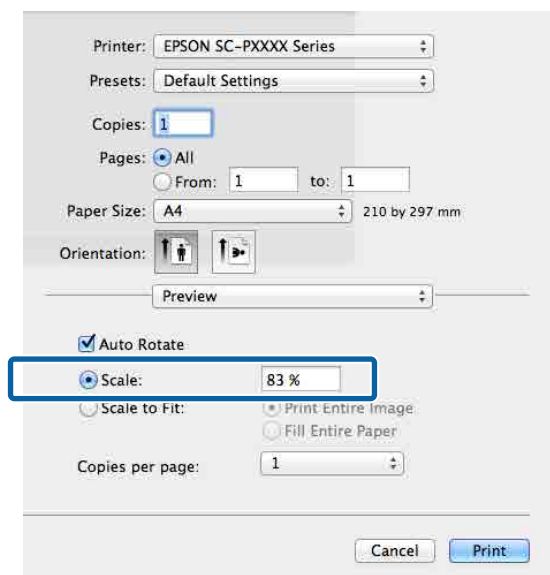 Printer: EPSON SC-PXXXX Series
Presets: Default Settings
Copies: 1
Pages: All
From: 1 to: 1
Paper Size: A4 210 by 297 mm
Orientation:
Preview
Auto Rotate
Scale: 83 %
Scale to Fit: Print Entire Image
Fill Entire Paper
Copies per page: 1
Cancel Print